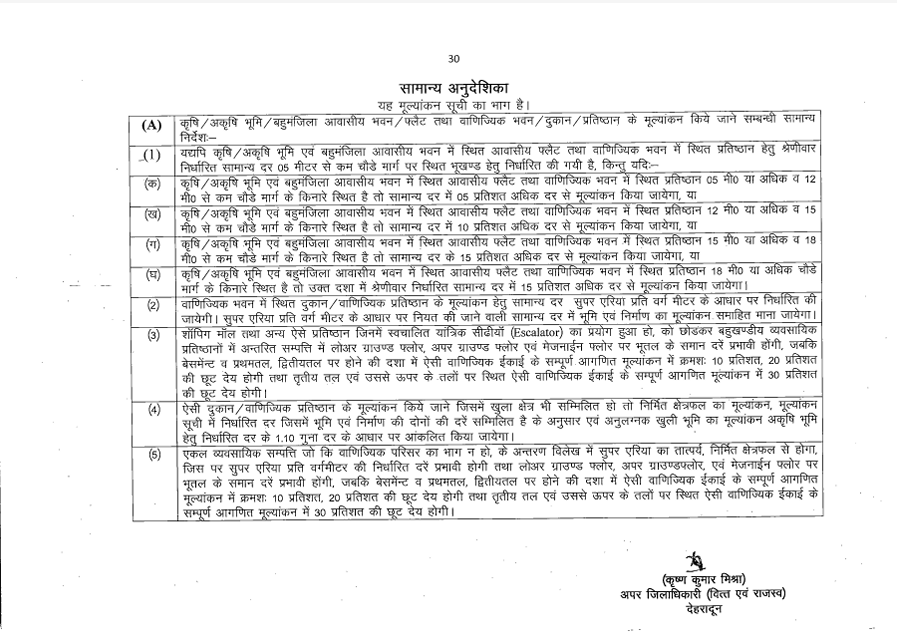 30
सामान्य अनुदेशिका
यह मूल्यांकन सूची का भाग है।
(A) कृषि/अकृषि भूमि/बहुमंजिला आवासीय भवन/फ्लैट तथा वाणिज्यिक भवन/दुकान/प्रतिष्ठान के मूल्यांकन किये जाने सम्बन्धी सामान्य
निर्देशः–
(1) यद्यपि कृषि/अकृषि भूमि एवं बहुमंजिला आवासीय भवन में स्थित आवासीय फ्लैट तथा वाणिज्यिक भवन में स्थित प्रतिष्ठान हेतु श्रेणीवार
निर्धारित सामान्य दर 05 मीटर से कम चौडे मार्ग पर स्थित भूखण्ड हेतु निर्धारित की गयी है, किन्तु यदिः–
(क) कृषि/अकृषि भूमि एवं बहुमंजिला आवासीय भवन में स्थित आवासीय फ्लैट तथा वाणिज्यिक भवन में स्थित प्रतिष्ठान 05 मी0 या अधिक व 12
मी0 से कम चौडे मार्ग के किनारे स्थित है तो सामान्य दर में 05 प्रतिशत अधिक दर से मूल्यांकन किया जायेगा, या
(ख) कृषि/अकृषि भूमि एवं बहुमंजिला आवासीय भवन में स्थित आवासीय फ्लैट तथा वाणिज्यिक भवन में स्थित प्रतिष्ठान 12 मी0 या अधिक व 15
मी0 से कम चौडे मार्ग के किनारे स्थित है तो सामान्य दर में 10 प्रतिशत अधिक दर से मूल्यांकन किया जायेगा, या
(ग) कृषि/अकृषि भूमि एवं बहुमंजिला आवासीय भवन में स्थित आवासीय फ्लैट तथा वाणिज्यिक भवन में स्थित प्रतिष्ठान 15 मी0 या अधिक व 18
मी0 से कम चौडे मार्ग के किनारे स्थित है तो सामान्य दर के 15 प्रतिशत अधिक दर से मूल्यांकन किया जायेगा, या
(घ) कृषि/अकृषि भूमि एवं बहुमंजिला आवासीय भवन में स्थित आवासीय फ्लैट तथा वाणिज्यिक भवन में स्थित प्रतिष्ठान 18 मी0 या अधिक चौडे
मार्ग के किनारे स्थित है तो उक्त दशा में श्रेणीवार निर्धारित सामान्य दर में 15 प्रतिशत अधिक दर से मूल्यांकन किया जायेगा।
(2) वाणिज्यिक भवन में स्थित दुकान/वाणिज्यिक प्रतिष्ठान के मूल्यांकन हेतु सामान्य दर सुपर एरिया प्रति वर्ग मीटर के आधार पर निर्धारित की
जायेगी। सुपर एरिया प्रति वर्ग मीटर के आधार पर नियत की जाने वाली सामान्य दर में भूमि एवं निर्माण का मूल्यांकन समाहित माना जायेगा।
(3) शॉपिंग मॉल तथा अन्य ऐसे प्रतिष्ठान जिनमें स्वचालित यांत्रिक सीढीयॉं (Escalator) का प्रयोग हुआ हो, को छोडकर बहुखण्डीय व्यवसायिक
प्रतिष्ठानों में अन्तरित सम्पत्ति में लोअर ग्राउण्ड फ्लोर, अपर ग्राउण्ड फ्लोर एवं मेजनाईन फ्लोर पर भूतल के समान दरें प्रभावी होंगी, जबकि
बेसमेंन्ट व प्रथमतल, द्वितीयतल पर होने की दशा में ऐसी वाणिज्यिक ईकाई के सम्पूर्ण आगणित मूल्यांकन में क्रमशः 10 प्रतिशत, 20 प्रतिशत
की छूट देय होगी तथा तृतीय तल एवं उससे ऊपर के तलों पर स्थित ऐसी वाणिज्यिक ईकाई के सम्पूर्ण आगणित मूल्यांकन में 30 प्रतिशत
की छूट देय होगी।
(4) ऐसी दुकान/वाणिज्यिक प्रतिष्ठान के मूल्यांकन किये जाने जिसमें खुला क्षेत्र भी सम्मिलित हो तो निर्मित क्षेत्रफल का मूल्यांकन, मूल्यांकन
सूची में निर्धारित दर जिसमें भूमि एवं निर्माण की दोनों की दरें सम्मिलित है के अनुसार एवं अनुलग्नक खुली भूमि का मूल्यांकन अकृषि भूमि
हेतु निर्धारित दर के 1.10 गुना दर के आधार पर आंकलित किया जायेगा।
(5) एकल व्यवसायिक सम्पत्ति जो कि वाणिज्यिक परिसर का भाग न हो, के अन्तरण विलेख में सुपर एरिया का तात्पर्य, निर्मित क्षेत्रफल से होगा,
जिस पर सुपर एरिया प्रति वर्गमीटर की निर्धारित दरें प्रभावी होगी तथा लोअर ग्राउण्ड फ्लोर, अपर ग्राउण्डफ्लोर, एवं मेजनाईन फ्लोर पर
भूतल के समान दरें प्रभावी होंगी, जबकि बेसमेंन्ट व प्रथमतल, द्वितीयतल पर होने की दशा में ऐसी वाणिज्यिक ईकाई के सम्पूर्ण आगणित
मूल्यांकन में क्रमशः 10 प्रतिशत, 20 प्रतिशत की छूट देय होगी तथा तृतीय तल एवं उससे ऊपर के तलों पर स्थित ऐसी वाणिज्यिक ईकाई के
सम्पूर्ण आगणित मूल्यांकन में 30 प्रतिशत की छूट देय होगी।
(कृष्ण कुमार मिश्रा)
अपर जिलाधिकारी (वित्त एवं राजस्व)
देहरादून